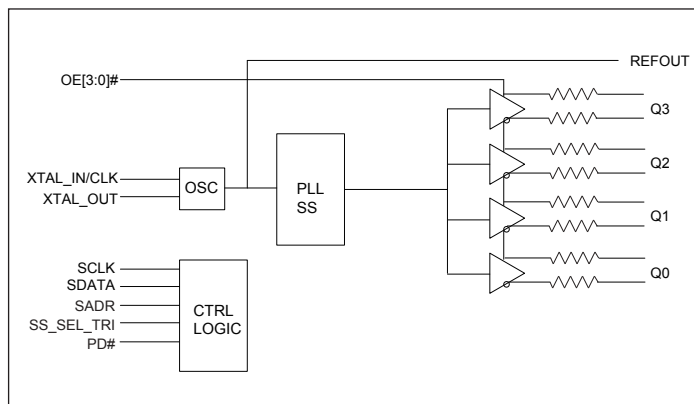 REFOUT
OE[3:0]#
Q3
Q2
XTAL_IN/CLK
XTAL_OUT
OSC
PLL
SS
Q1
Q0
SCLK
SDATA
SADR
SS_SEL_TRI
PD#
CTRL
LOGIC